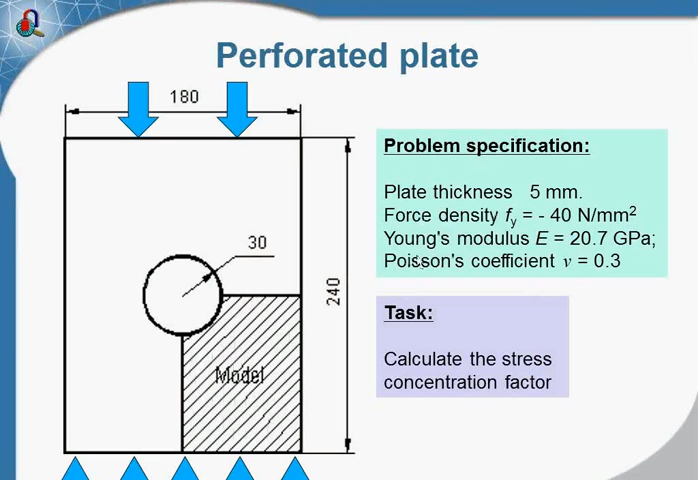 Perforated plate
180
30
240
Model
Problem specification:
Plate thickness 5 mm.
Force density fy = - 40 N/mm²
Young's modulus E = 20.7 GPa;
Poisson's coefficient ν = 0.3
Task:
Calculate the stress
concentration factor